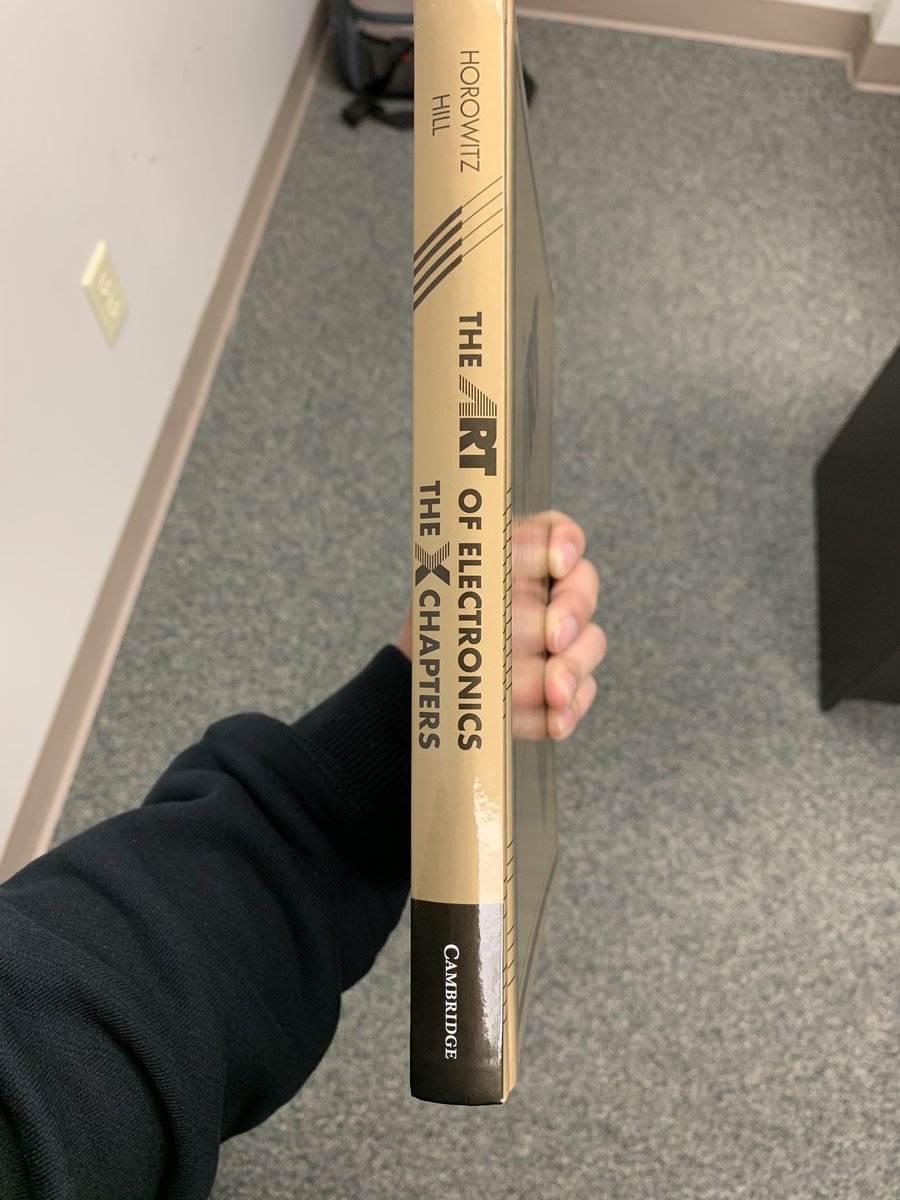 HOROWITZ
HILL
THE ART OF ELECTRONICS
THE X CHAPTERS
CAMBRIDGE